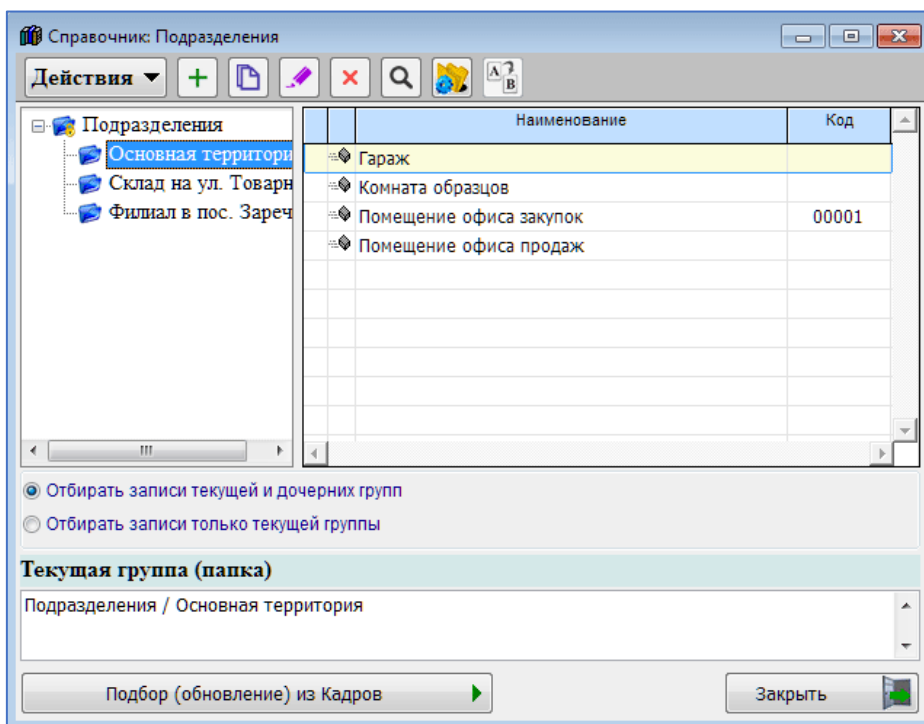 Справочник: Подразделения
Действия
Подразделения
Основная территори
Склад на ул. Товарн
Филиал в пос. Зареч
Наименование Код
Гараж
Комната образцов
Помещение офиса закупок 00001
Помещение офиса продаж
Отбирать записи текущей и дочерних групп
Отбирать записи только текущей группы
Текущая группа (папка)
Подразделения / Основная территория
Подбор (обновление) из Кадров Закрыть